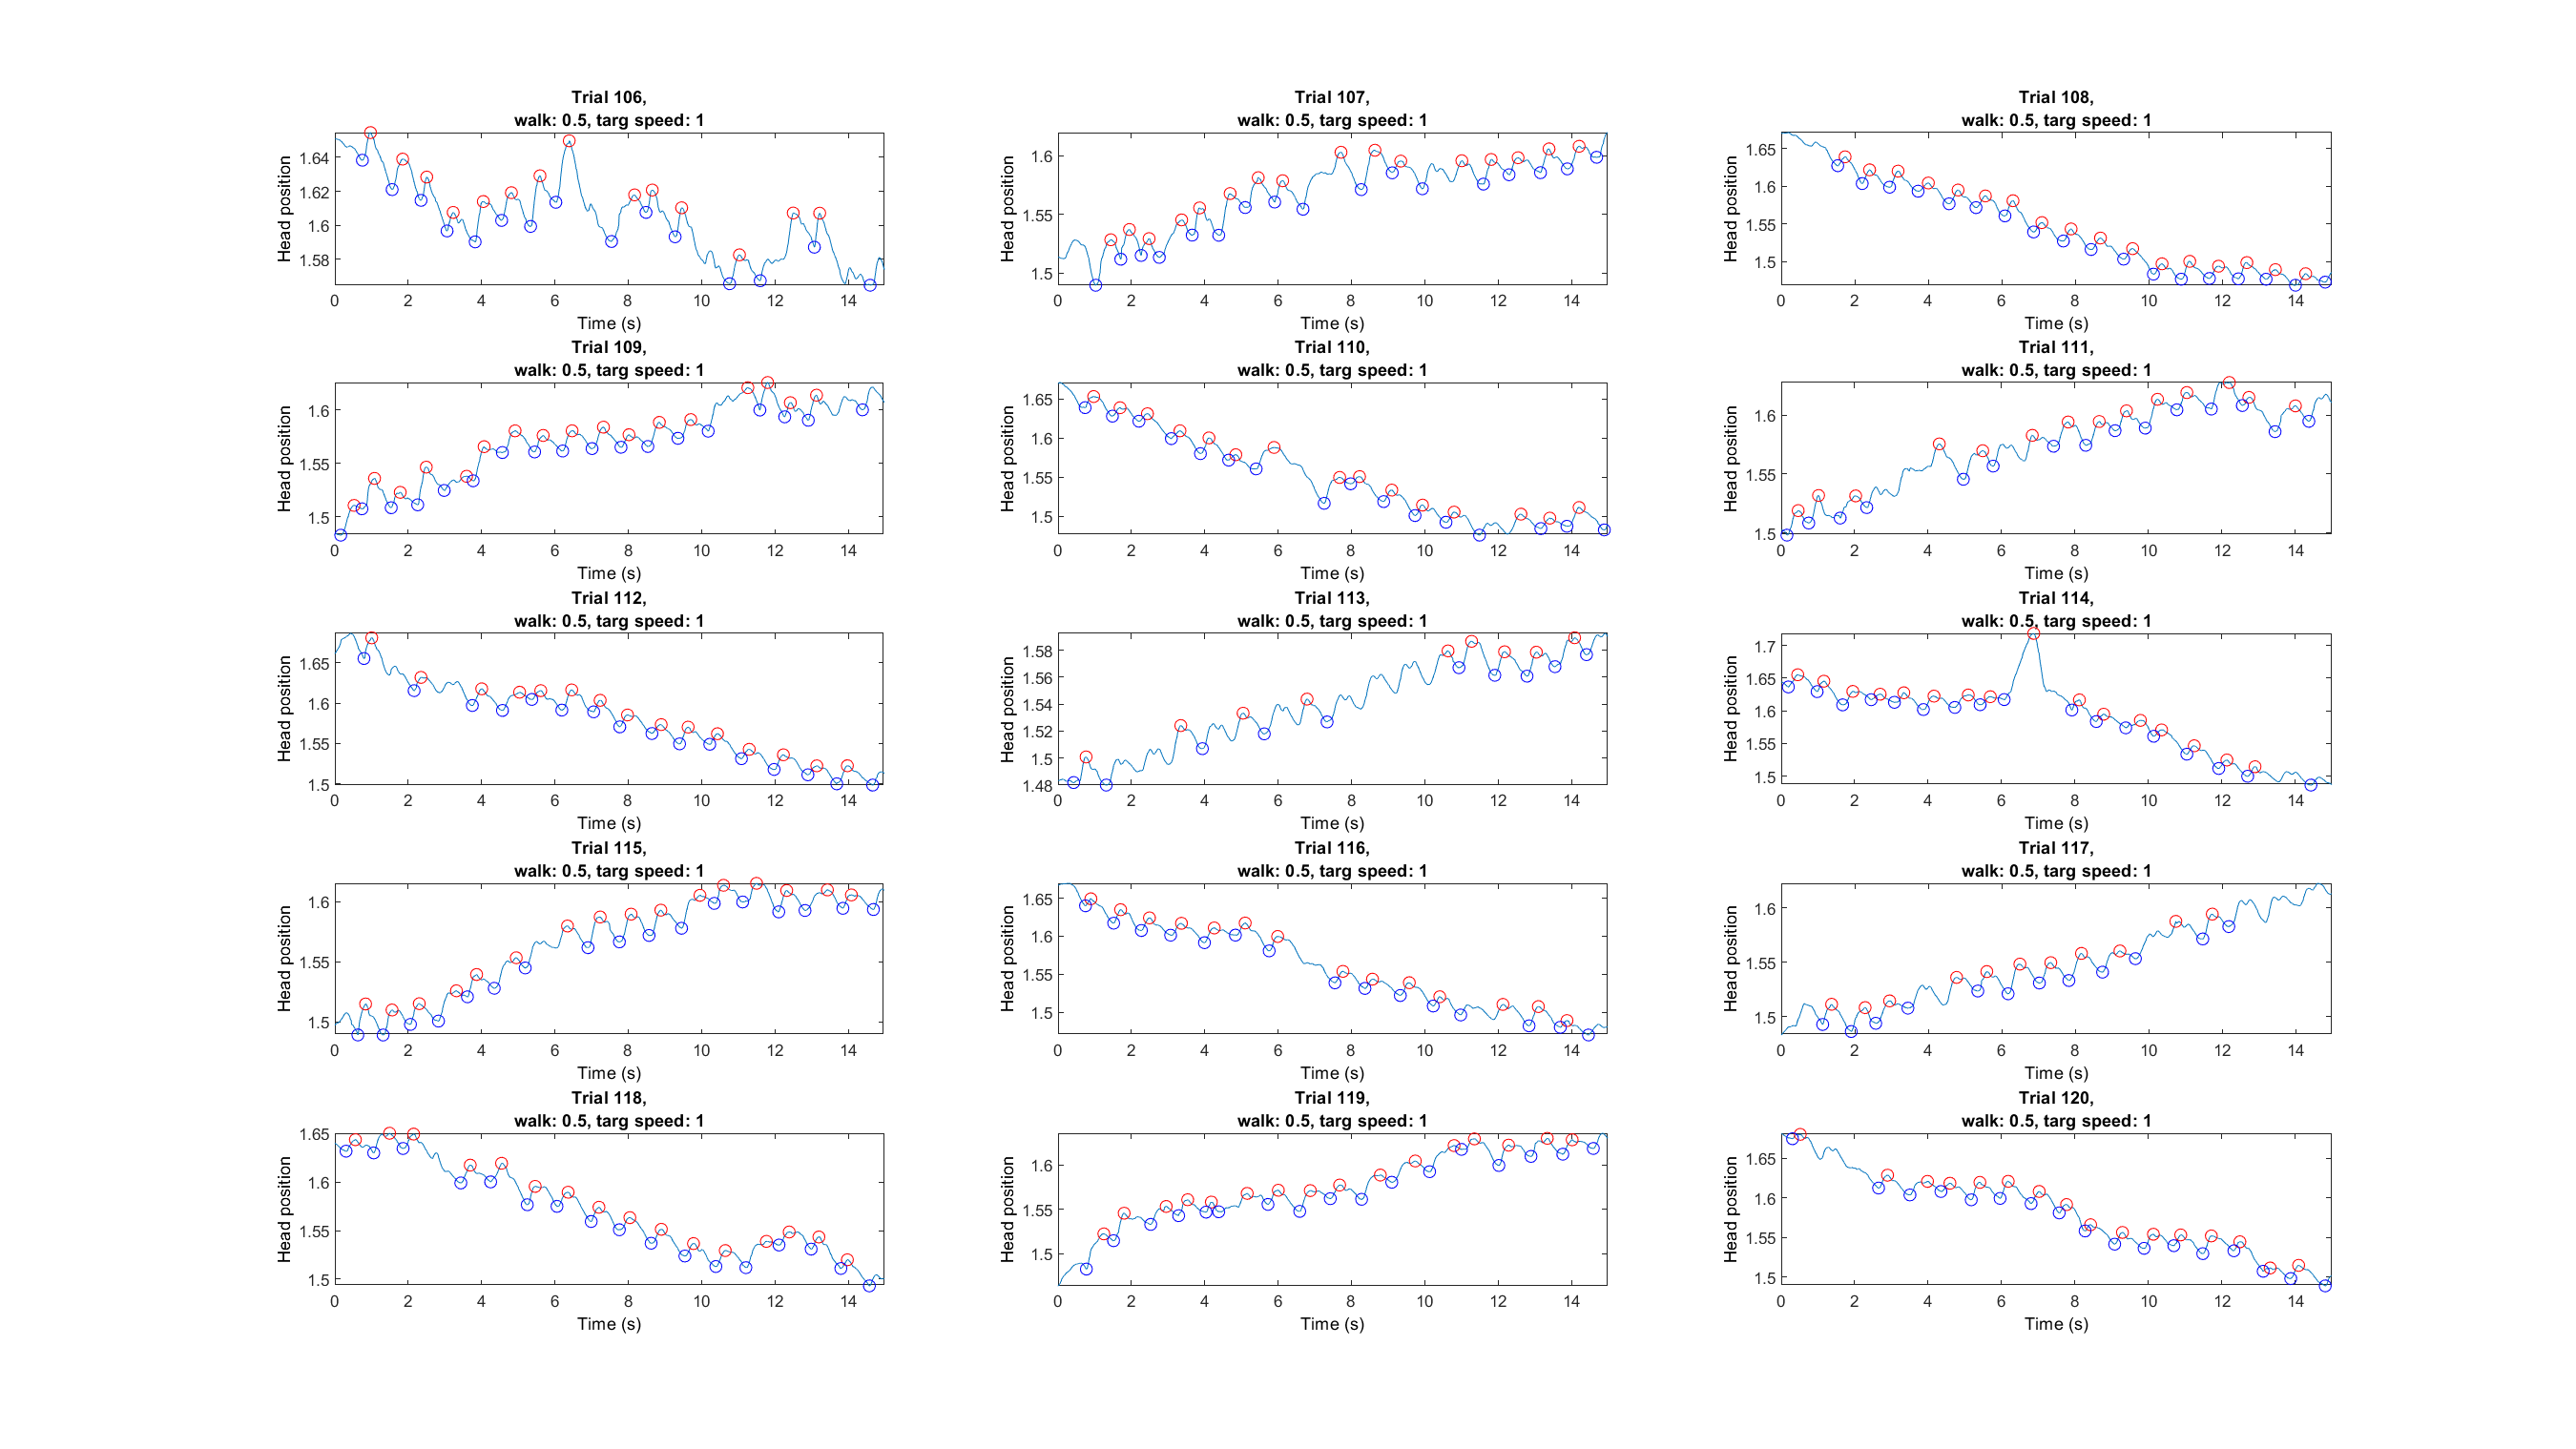 Trial 106,
walk: 0.5, targ speed: 1
Head position
1.64
1.62
1.6
1.58
0 2 4 6 8 10 12 14
Time (s)
Trial 107,
walk: 0.5, targ speed: 1
Head position
1.6
1.55
1.5
0 2 4 6 8 10 12 14
Time (s)
Trial 108,
walk: 0.5, targ speed: 1
Head position
1.65
1.6
1.55
1.5
0 2 4 6 8 10 12 14
Time (s)
Trial 109,
walk: 0.5, targ speed: 1
Head position
1.6
1.55
1.5
0 2 4 6 8 10 12 14
Time (s)
Trial 110,
walk: 0.5, targ speed: 1
Head position
1.65
1.6
1.55
1.5
0 2 4 6 8 10 12 14
Time (s)
Trial 111,
walk: 0.5, targ speed: 1
Head position
1.6
1.55
1.5
0 2 4 6 8 10 12 14
Time (s)
Trial 112,
walk: 0.5, targ speed: 1
Head position
1.65
1.6
1.55
1.5
0 2 4 6 8 10 12 14
Time (s)
Trial 113,
walk: 0.5, targ speed: 1
Head position
1.58
1.56
1.54
1.52
1.5
1.48
0 2 4 6 8 10 12 14
Time (s)
Trial 114,
walk: 0.5, targ speed: 1
Head position
1.7
1.65
1.6
1.55
1.5
0 2 4 6 8 10 12 14
Time (s)
Trial 115,
walk: 0.5, targ speed: 1
Head position
1.6
1.55
1.5
0 2 4 6 8 10 12 14
Time (s)
Trial 116,
walk: 0.5, targ speed: 1
Head position
1.65
1.6
1.55
1.5
0 2 4 6 8 10 12 14
Time (s)
Trial 117,
walk: 0.5, targ speed: 1
Head position
1.6
1.55
1.5
0 2 4 6 8 10 12 14
Time (s)
Trial 118,
walk: 0.5, targ speed: 1
Head position
1.65
1.6
1.55
1.5
0 2 4 6 8 10 12 14
Time (s)
Trial 119,
walk: 0.5, targ speed: 1
Head position
1.6
1.55
1.5
0 2 4 6 8 10 12 14
Time (s)
Trial 120,
walk: 0.5, targ speed: 1
Head position
1.65
1.6
1.55
1.5
0 2 4 6 8 10 12 14
Time (s)